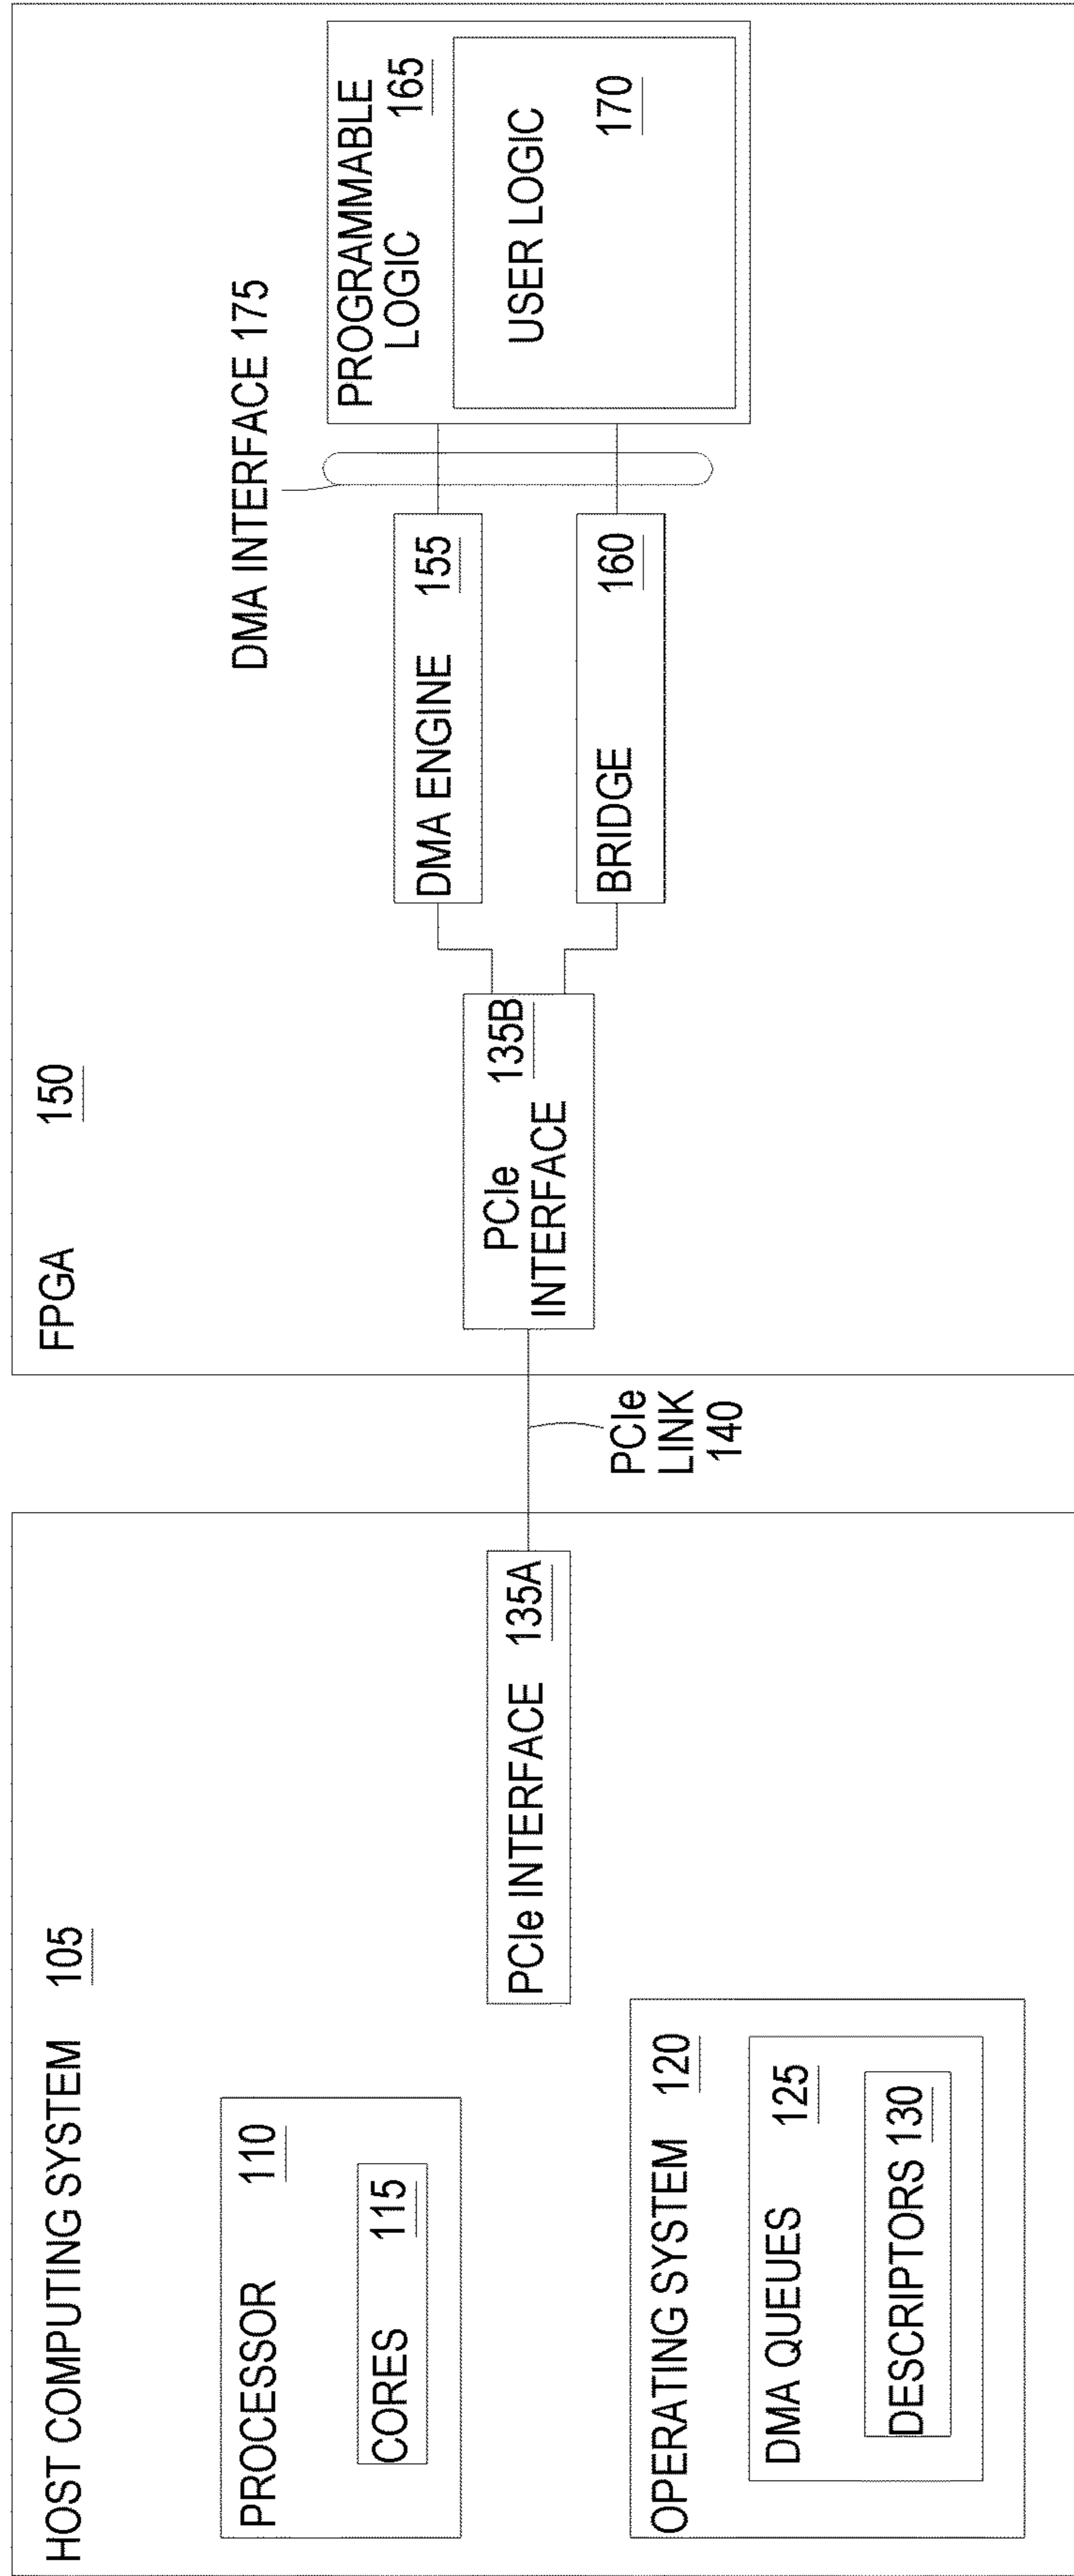 HOST COMPUTING SYSTEM 105
PROCESSOR 110
CORES 115
OPERATING SYSTEM 120
DMA QUEUES 125
DESCRIPTORS 130
PCIe INTERFACE 135A
PCIe
LINK
140
FPGA 150
PCIe 135B
INTERFACE
DMA ENGINE 155
BRIDGE 160
DMA INTERFACE 175
PROGRAMMABLE
LOGIC 165
USER LOGIC
170